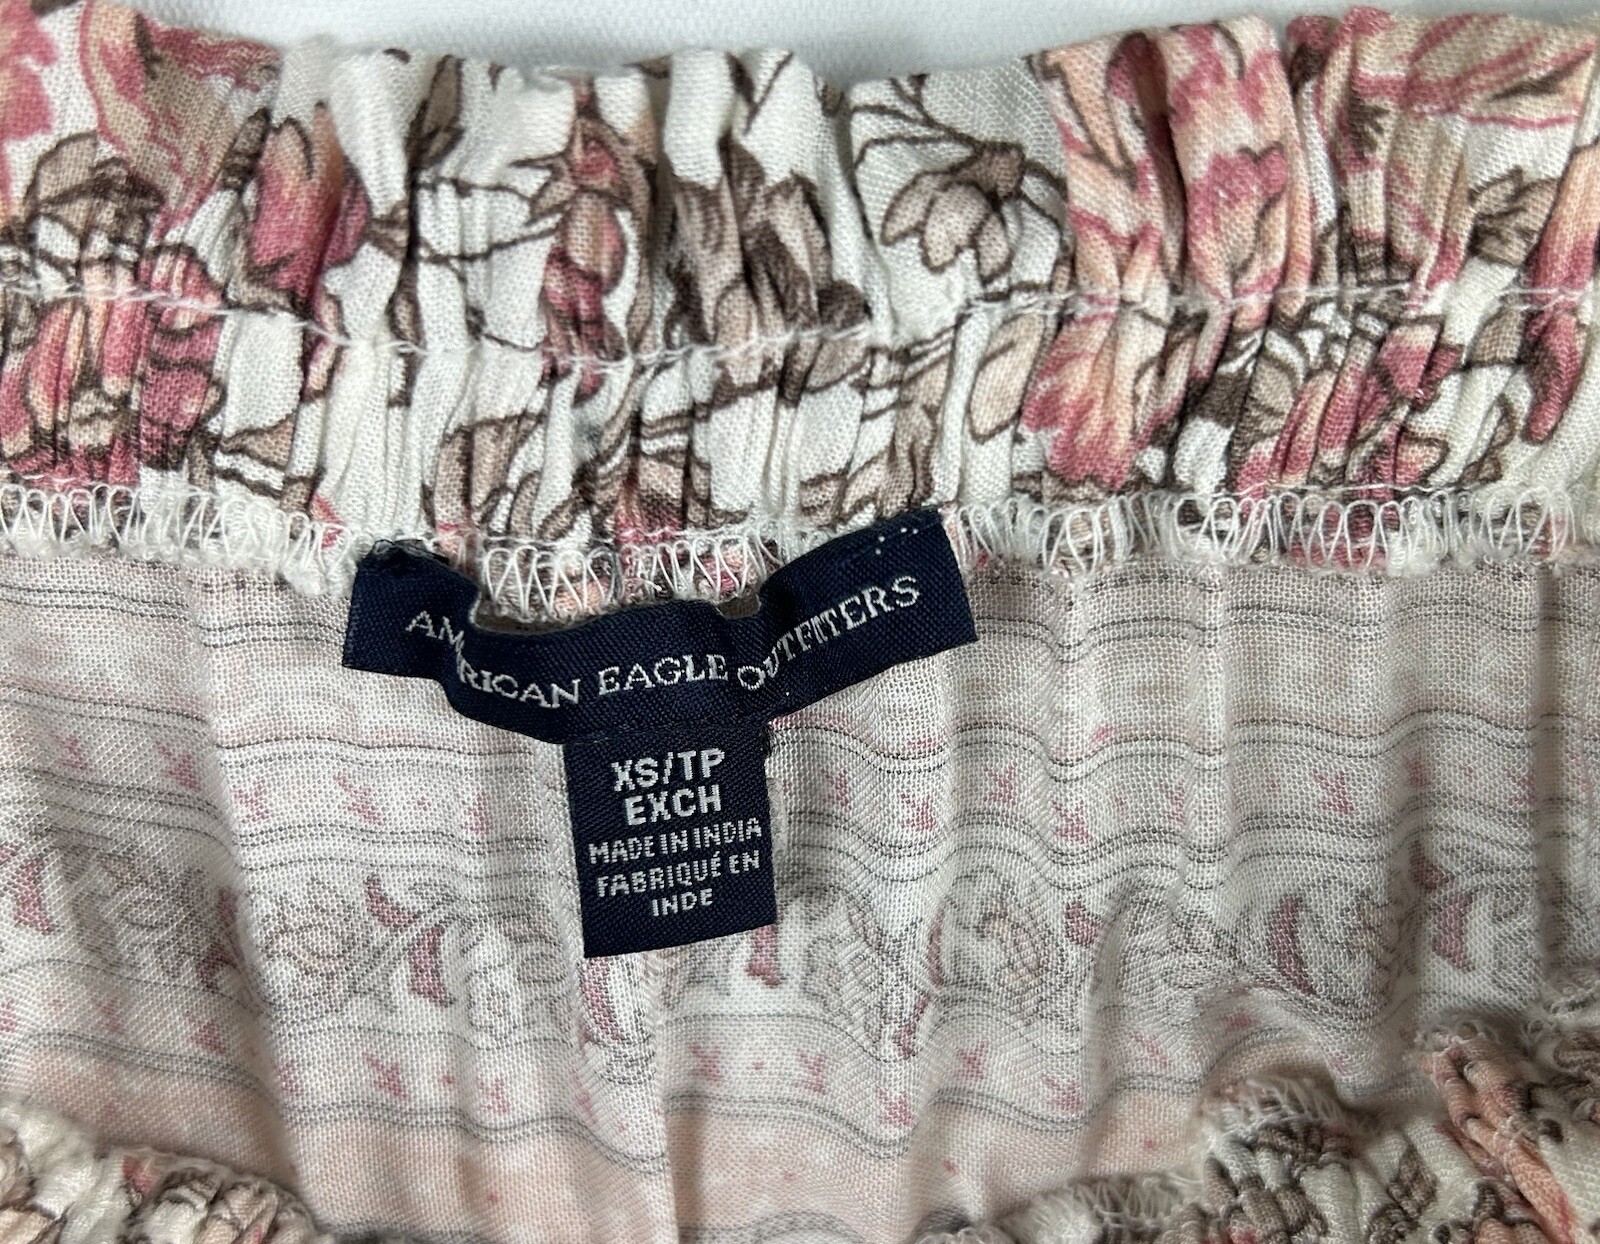 AMERICAN EAGLE OUTFITTERS
XS/TP
EXCH
MADE IN INDIA
FABRIQUÉ EN
INDE